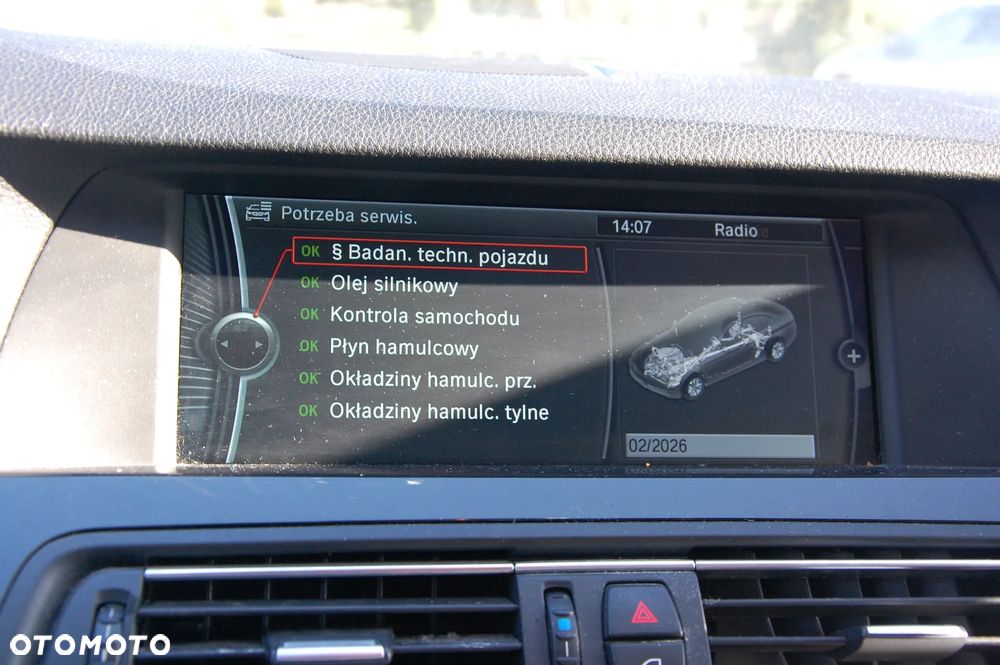 Potrzeba serwis.
14:07 Radio
OK § Badan. techn. pojazdu
OK Olej silnikowy
OK Kontrola samochodu
OK Płyn hamulcowy
OK Okładziny hamulc. prz.
OK Okładziny hamulc. tylne
02/2026
OTOMOTO